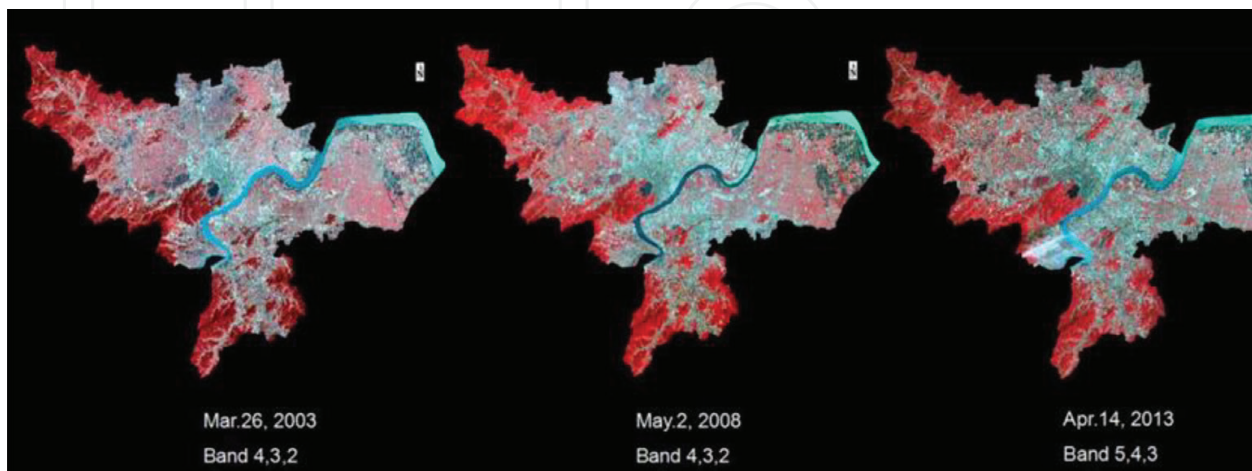 Mar.26, 2003
Band 4,3,2
May.2, 2008
Band 4,3,2
Apr.14, 2013
Band 5,4,3